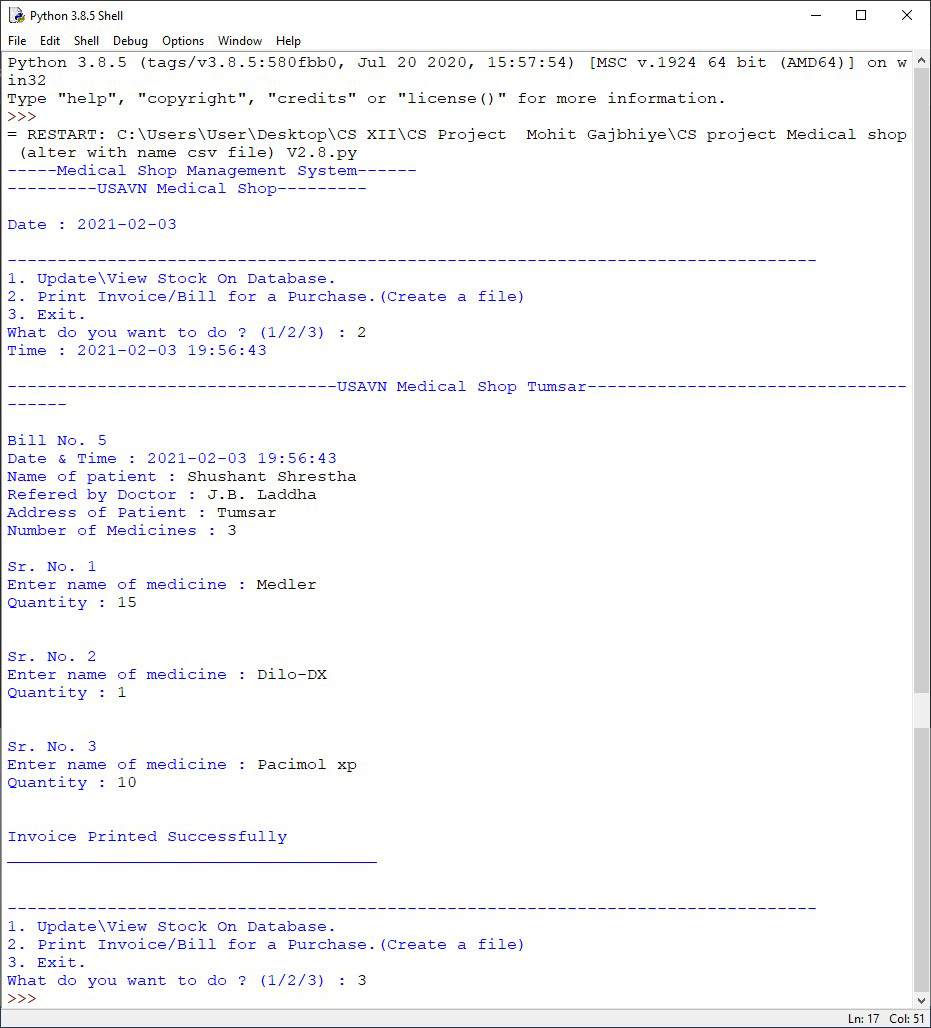 Python 3.8.5 Shell
File Edit Shell Debug Options Window Help
Python 3.8.5 (tags/v3.8.5:580fbb0, Jul 20 2020, 15:57:54) [MSC v.1924 64 bit (AMD64)] on w
in32
Type "help", "copyright", "credits" or "license()" for more information.
>>>
= RESTART: C:\Users\User\Desktop\CS XII\CS Project  Mohit Gajbhiye\CS project Medical shop
 (alter with name csv file) V2.8.py
-----Medical Shop Management System------
---------USAVN Medical Shop---------
Date : 2021-02-03
---------------------------------------------------------------------------------
1. Update\View Stock On Database.
2. Print Invoice/Bill for a Purchase.(Create a file)
3. Exit.
What do you want to do ? (1/2/3) : 2
Time : 2021-02-03 19:56:43
---------------------------------USAVN Medical Shop Tumsar--------------------------------
------
Bill No. 5
Date & Time : 2021-02-03 19:56:43
Name of patient : Shushant Shrestha
Refered by Doctor : J.B. Laddha
Address of Patient : Tumsar
Number of Medicines : 3
Sr. No. 1
Enter name of medicine : Medler
Quantity : 15
Sr. No. 2
Enter name of medicine : Dilo-DX
Quantity : 1
Sr. No. 3
Enter name of medicine : Pacimol xp
Quantity : 10
Invoice Printed Successfully
_____________________________________
---------------------------------------------------------------------------------
1. Update\View Stock On Database.
2. Print Invoice/Bill for a Purchase.(Create a file)
3. Exit.
What do you want to do ? (1/2/3) : 3
>>>
Ln: 17 Col: 51